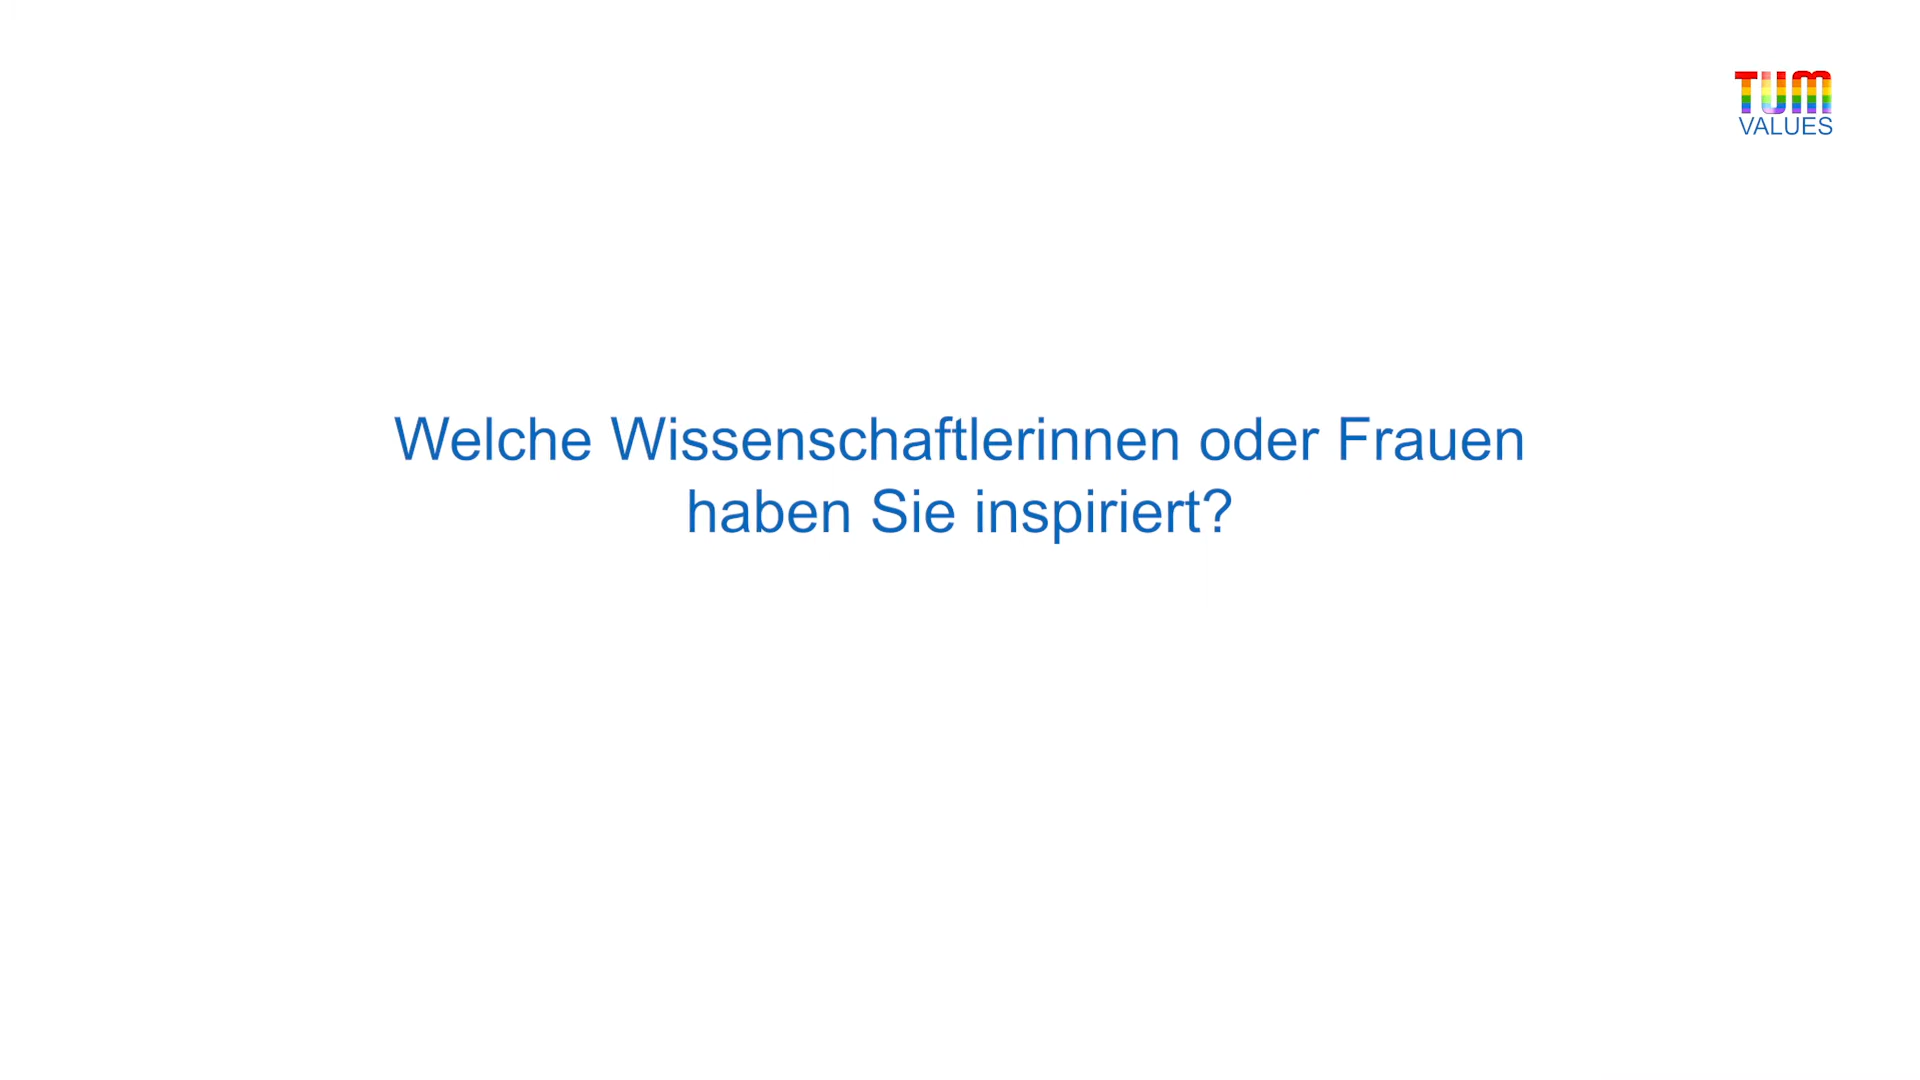 TUM
VALUES
Welche Wissenschaftlerinnen oder Frauen
haben Sie inspiriert?